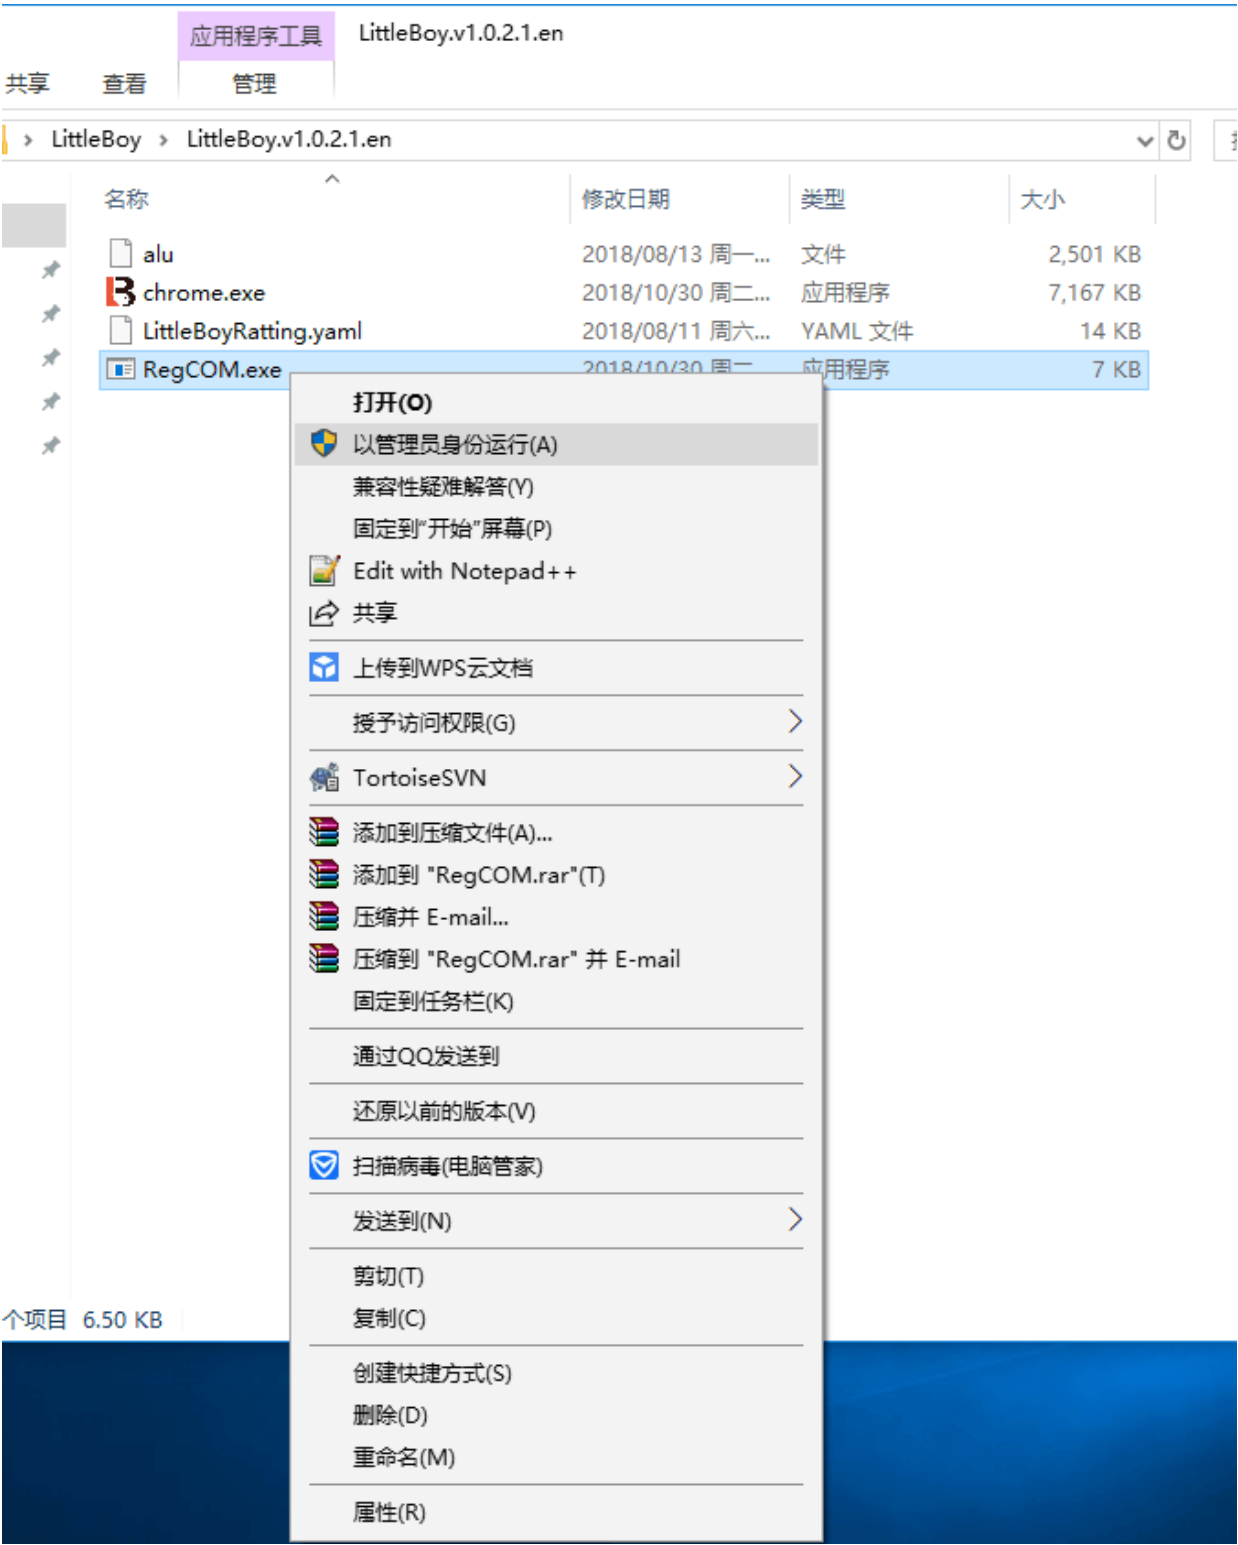 应用程序工具 LittleBoy.v1.0.2.1.en
共享 查看 管理
› LittleBoy › LittleBoy.v1.0.2.1.en
名称 修改日期 类型 大小
alu 2018/08/13 周一... 文件 2,501 KB
chrome.exe 2018/10/30 周二... 应用程序 7,167 KB
LittleBoyRatting.yaml 2018/08/11 周六... YAML 文件 14 KB
RegCOM.exe 2018/10/30 周二 应用程序 7 KB
打开(O)
以管理员身份运行(A)
兼容性疑难解答(Y)
固定到“开始”屏幕(P)
Edit with Notepad++
共享
上传到WPS云文档
授予访问权限(G)
TortoiseSVN
添加到压缩文件(A)...
添加到 "RegCOM.rar"(T)
压缩并 E-mail...
压缩到 "RegCOM.rar" 并 E-mail
固定到任务栏(K)
通过QQ发送到
还原以前的版本(V)
扫描病毒(电脑管家)
发送到(N)
剪切(T)
个项目 6.50 KB
复制(C)
创建快捷方式(S)
删除(D)
重命名(M)
属性(R)